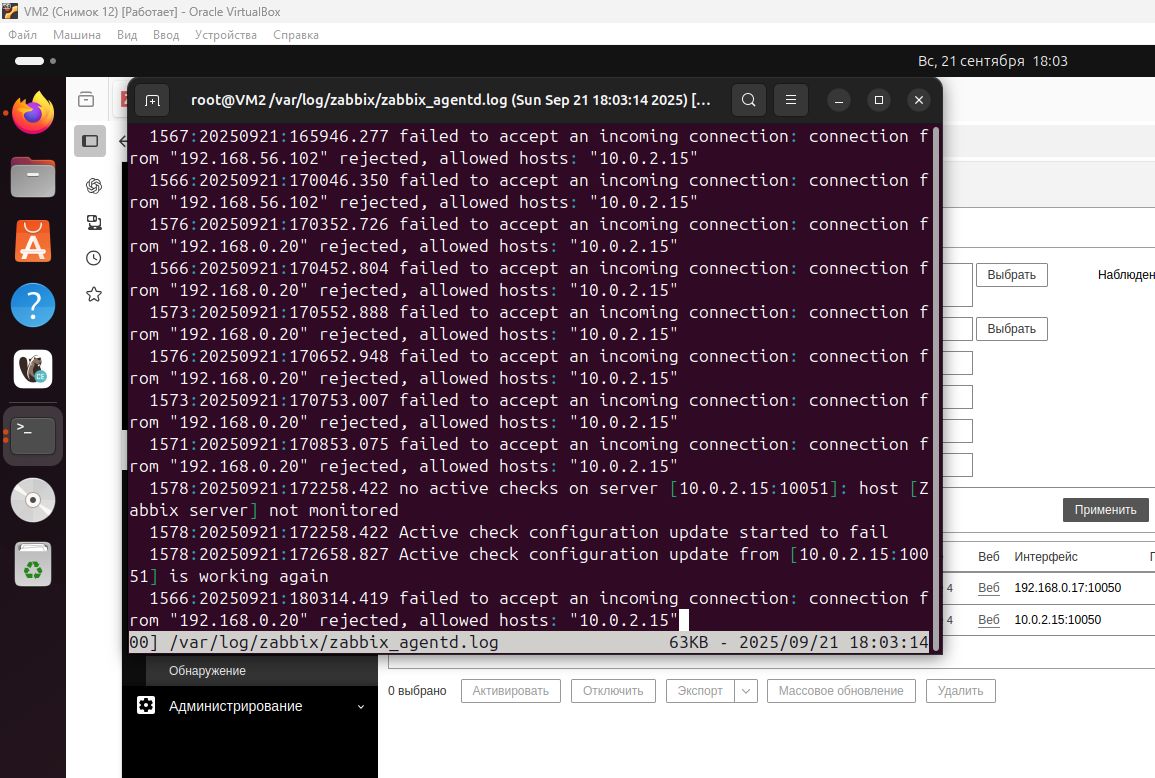 VM2 (Снимок 12) [Работает] - Oracle VirtualBox
Файл Машина Вид Ввод Устройства Справка
Вс, 21 сентября 18:03
root@VM2 /var/log/zabbix/zabbix_agentd.log (Sun Sep 21 18:03:14 2025) [...
1567:20250921:165946.277 failed to accept an incoming connection: connection f
rom "192.168.56.102" rejected, allowed hosts: "10.0.2.15"
1566:20250921:170046.350 failed to accept an incoming connection: connection f
rom "192.168.56.102" rejected, allowed hosts: "10.0.2.15"
1576:20250921:170352.726 failed to accept an incoming connection: connection f
rom "192.168.0.20" rejected, allowed hosts: "10.0.2.15"
1566:20250921:170452.804 failed to accept an incoming connection: connection f
rom "192.168.0.20" rejected, allowed hosts: "10.0.2.15"
1573:20250921:170552.888 failed to accept an incoming connection: connection f
rom "192.168.0.20" rejected, allowed hosts: "10.0.2.15"
1576:20250921:170652.948 failed to accept an incoming connection: connection f
rom "192.168.0.20" rejected, allowed hosts: "10.0.2.15"
1573:20250921:170753.007 failed to accept an incoming connection: connection f
rom "192.168.0.20" rejected, allowed hosts: "10.0.2.15"
1571:20250921:170853.075 failed to accept an incoming connection: connection f
rom "192.168.0.20" rejected, allowed hosts: "10.0.2.15"
1578:20250921:172258.422 no active checks on server [10.0.2.15:10051]: host [Z
abbix server] not monitored
1578:20250921:172258.422 Active check configuration update started to fail
1578:20250921:172658.827 Active check configuration update from [10.0.2.15:100
51] is working again
1566:20250921:180314.419 failed to accept an incoming connection: connection f
rom "192.168.0.20" rejected, allowed hosts: "10.0.2.15"
00] /var/log/zabbix/zabbix_agentd.log 63KB - 2025/09/21 18:03:14
Выбрать Наблюден
Выбрать
Применить
Веб Интерфейс
4 Веб 192.168.0.17:10050
4 Веб 10.0.2.15:10050
Обнаружение
Администрирование
0 выбрано Активировать Отключить Экспорт Массовое обновление Удалить